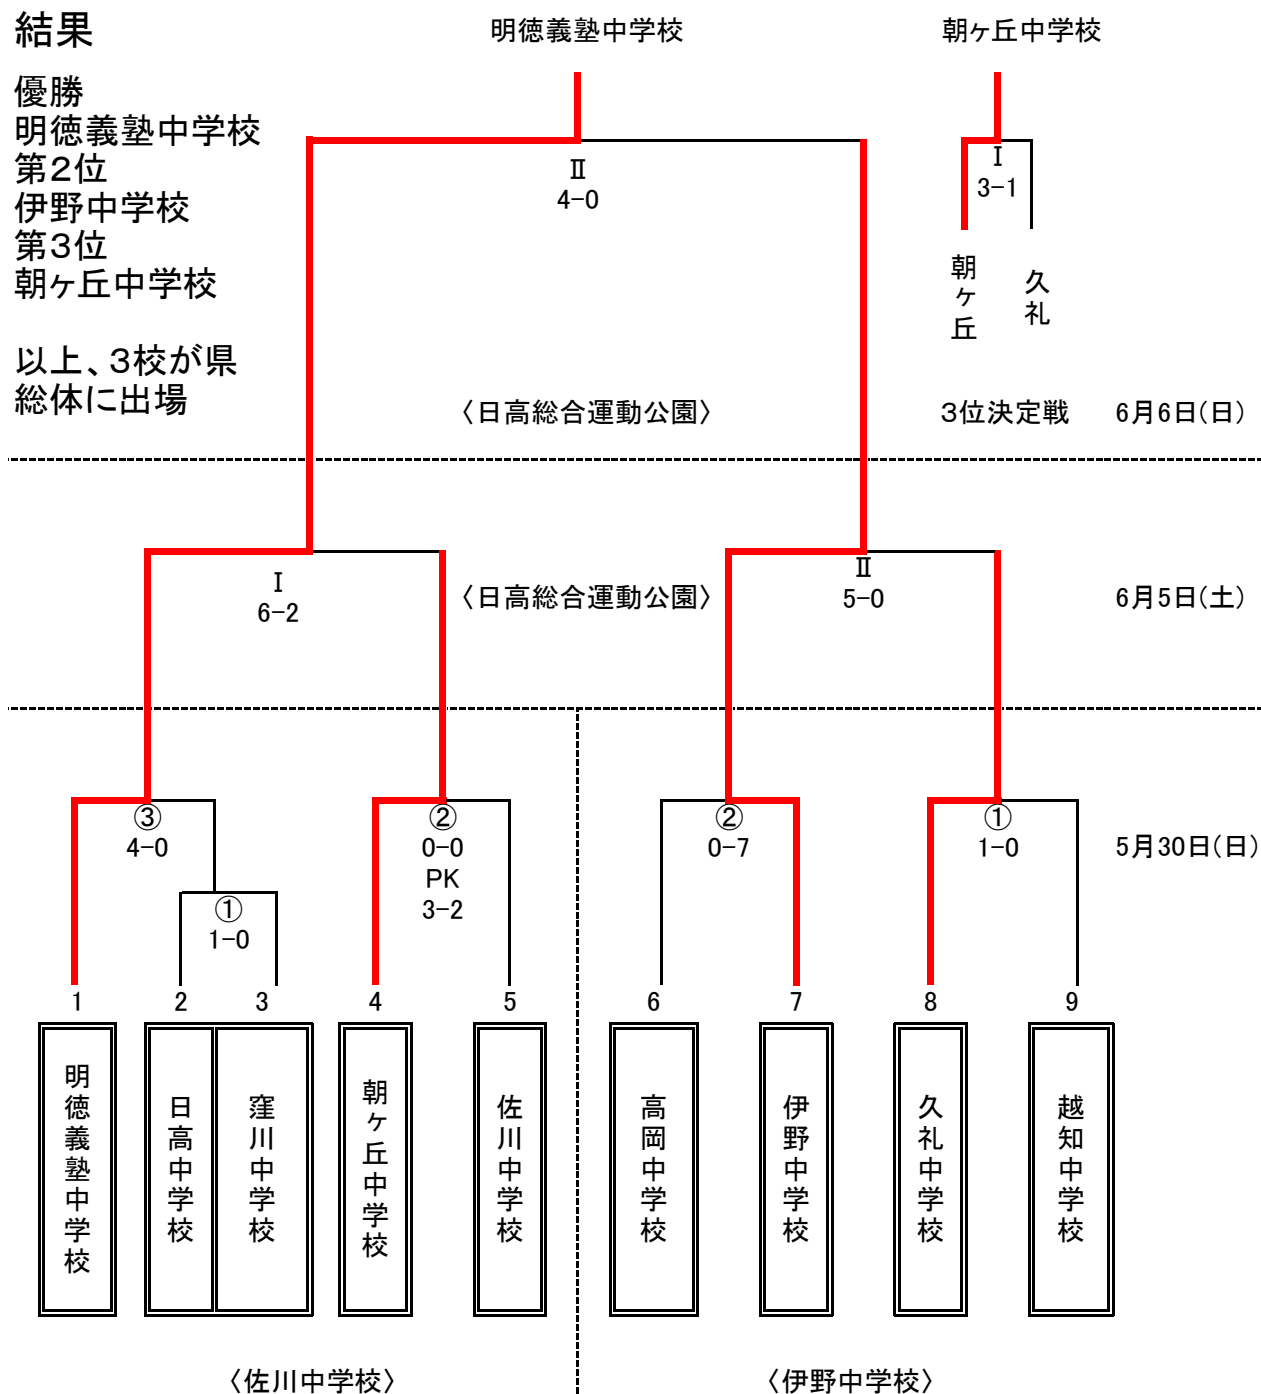 結果
明徳義塾中学校
朝ヶ丘中学校
優勝
明徳義塾中学校
第2位
伊野中学校
第3位
朝ヶ丘中学校
以上、3校が県
総体に出場
Ⅱ
4-0
Ⅰ
3-1
朝ヶ丘
久礼
〈日高総合運動公園〉
3位決定戦
6月6日(日)
Ⅰ
6-2
〈日高総合運動公園〉
Ⅱ
5-0
6月5日(土)
③
4-0
①
1-0
②
0-0
PK
3-2
②
0-7
①
1-0
5月30日(日)
1
2
3
4
5
6
7
8
9
明徳義塾中学校
日高中学校
窪川中学校
朝ヶ丘中学校
佐川中学校
高岡中学校
伊野中学校
久礼中学校
越知中学校
〈佐川中学校〉
〈伊野中学校〉